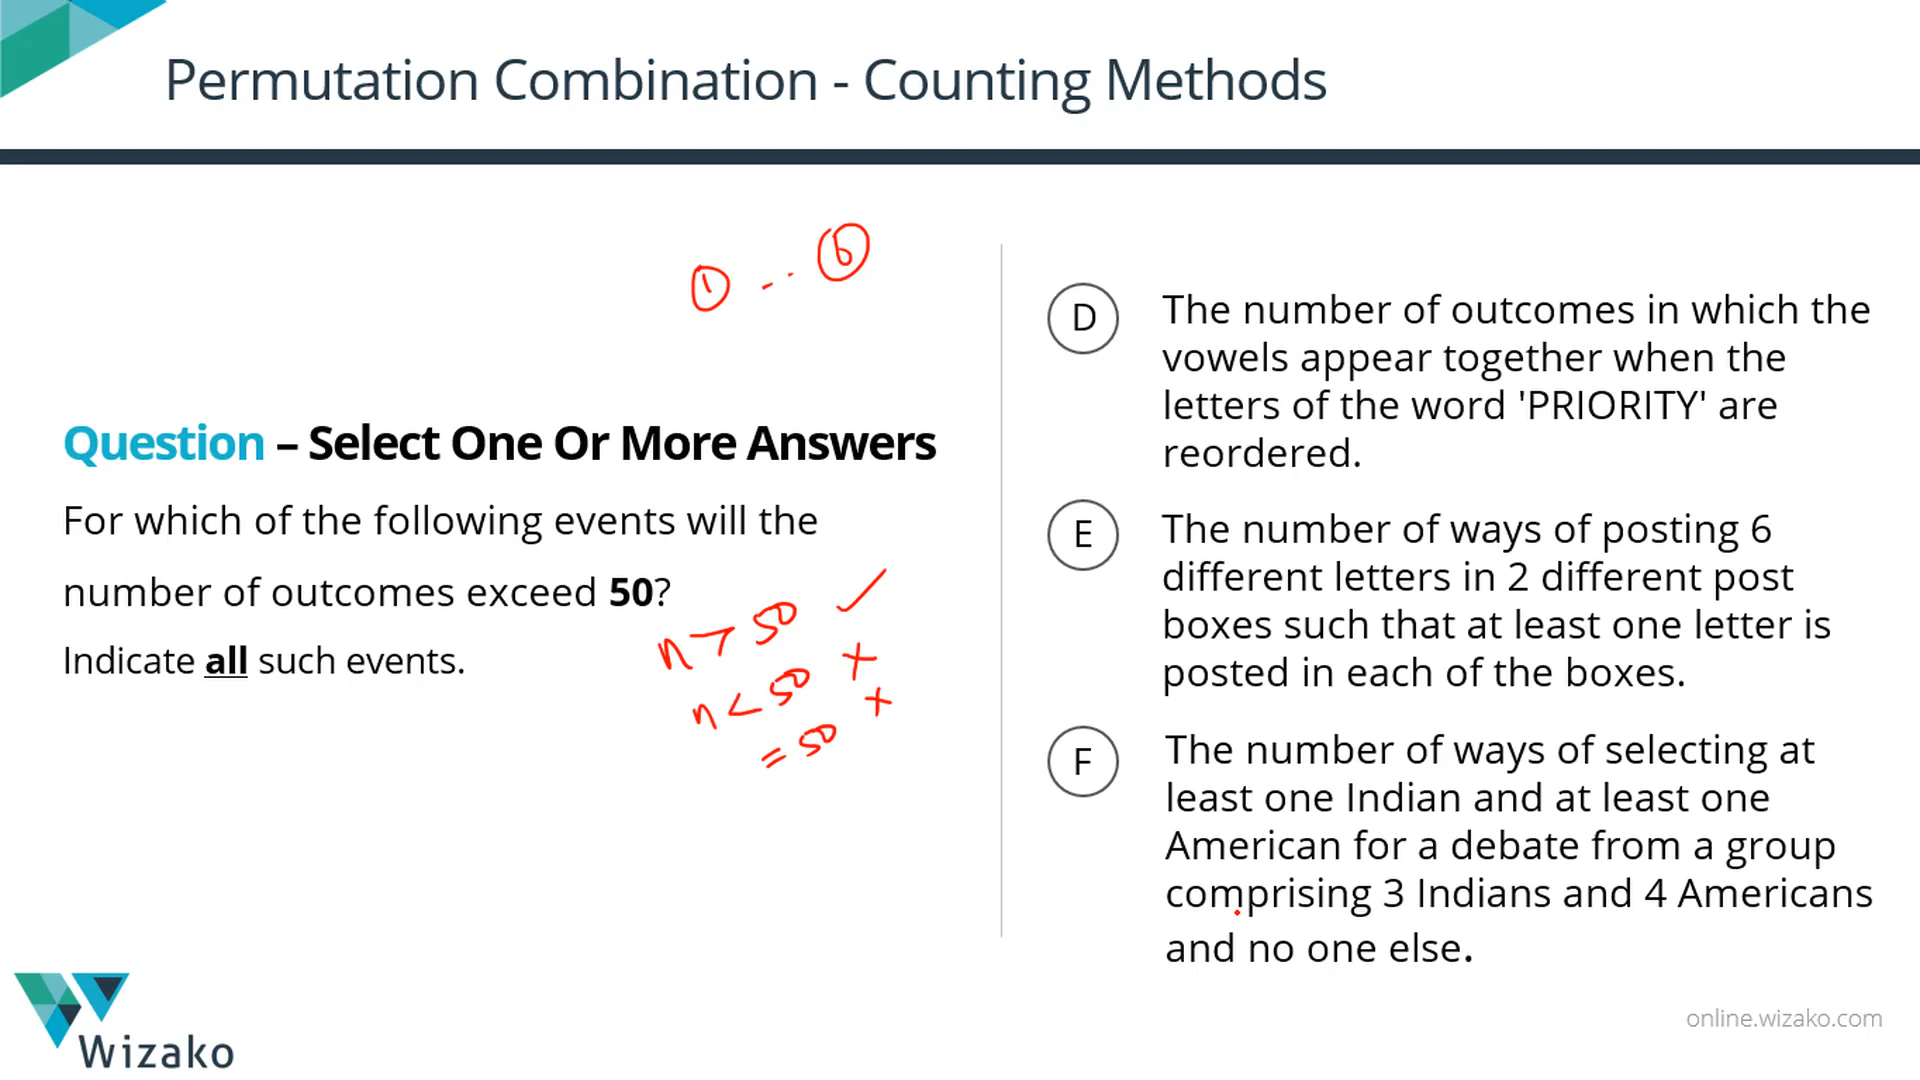 Permutation Combination - Counting Methods
1 - . . 6
Question – Select One Or More Answers
For which of the following events will the
number of outcomes exceed 50?
Indicate all such events.
n > 50 ✓
n < 50 ×
= 50 ×
D The number of outcomes in which the
vowels appear together when the
letters of the word 'PRIORITY' are
reordered.
E The number of ways of posting 6
different letters in 2 different post
boxes such that at least one letter is
posted in each of the boxes.
F The number of ways of selecting at
least one Indian and at least one
American for a debate from a group
comprising 3 Indians and 4 Americans
and no one else.
Wizako
online.wizako.com